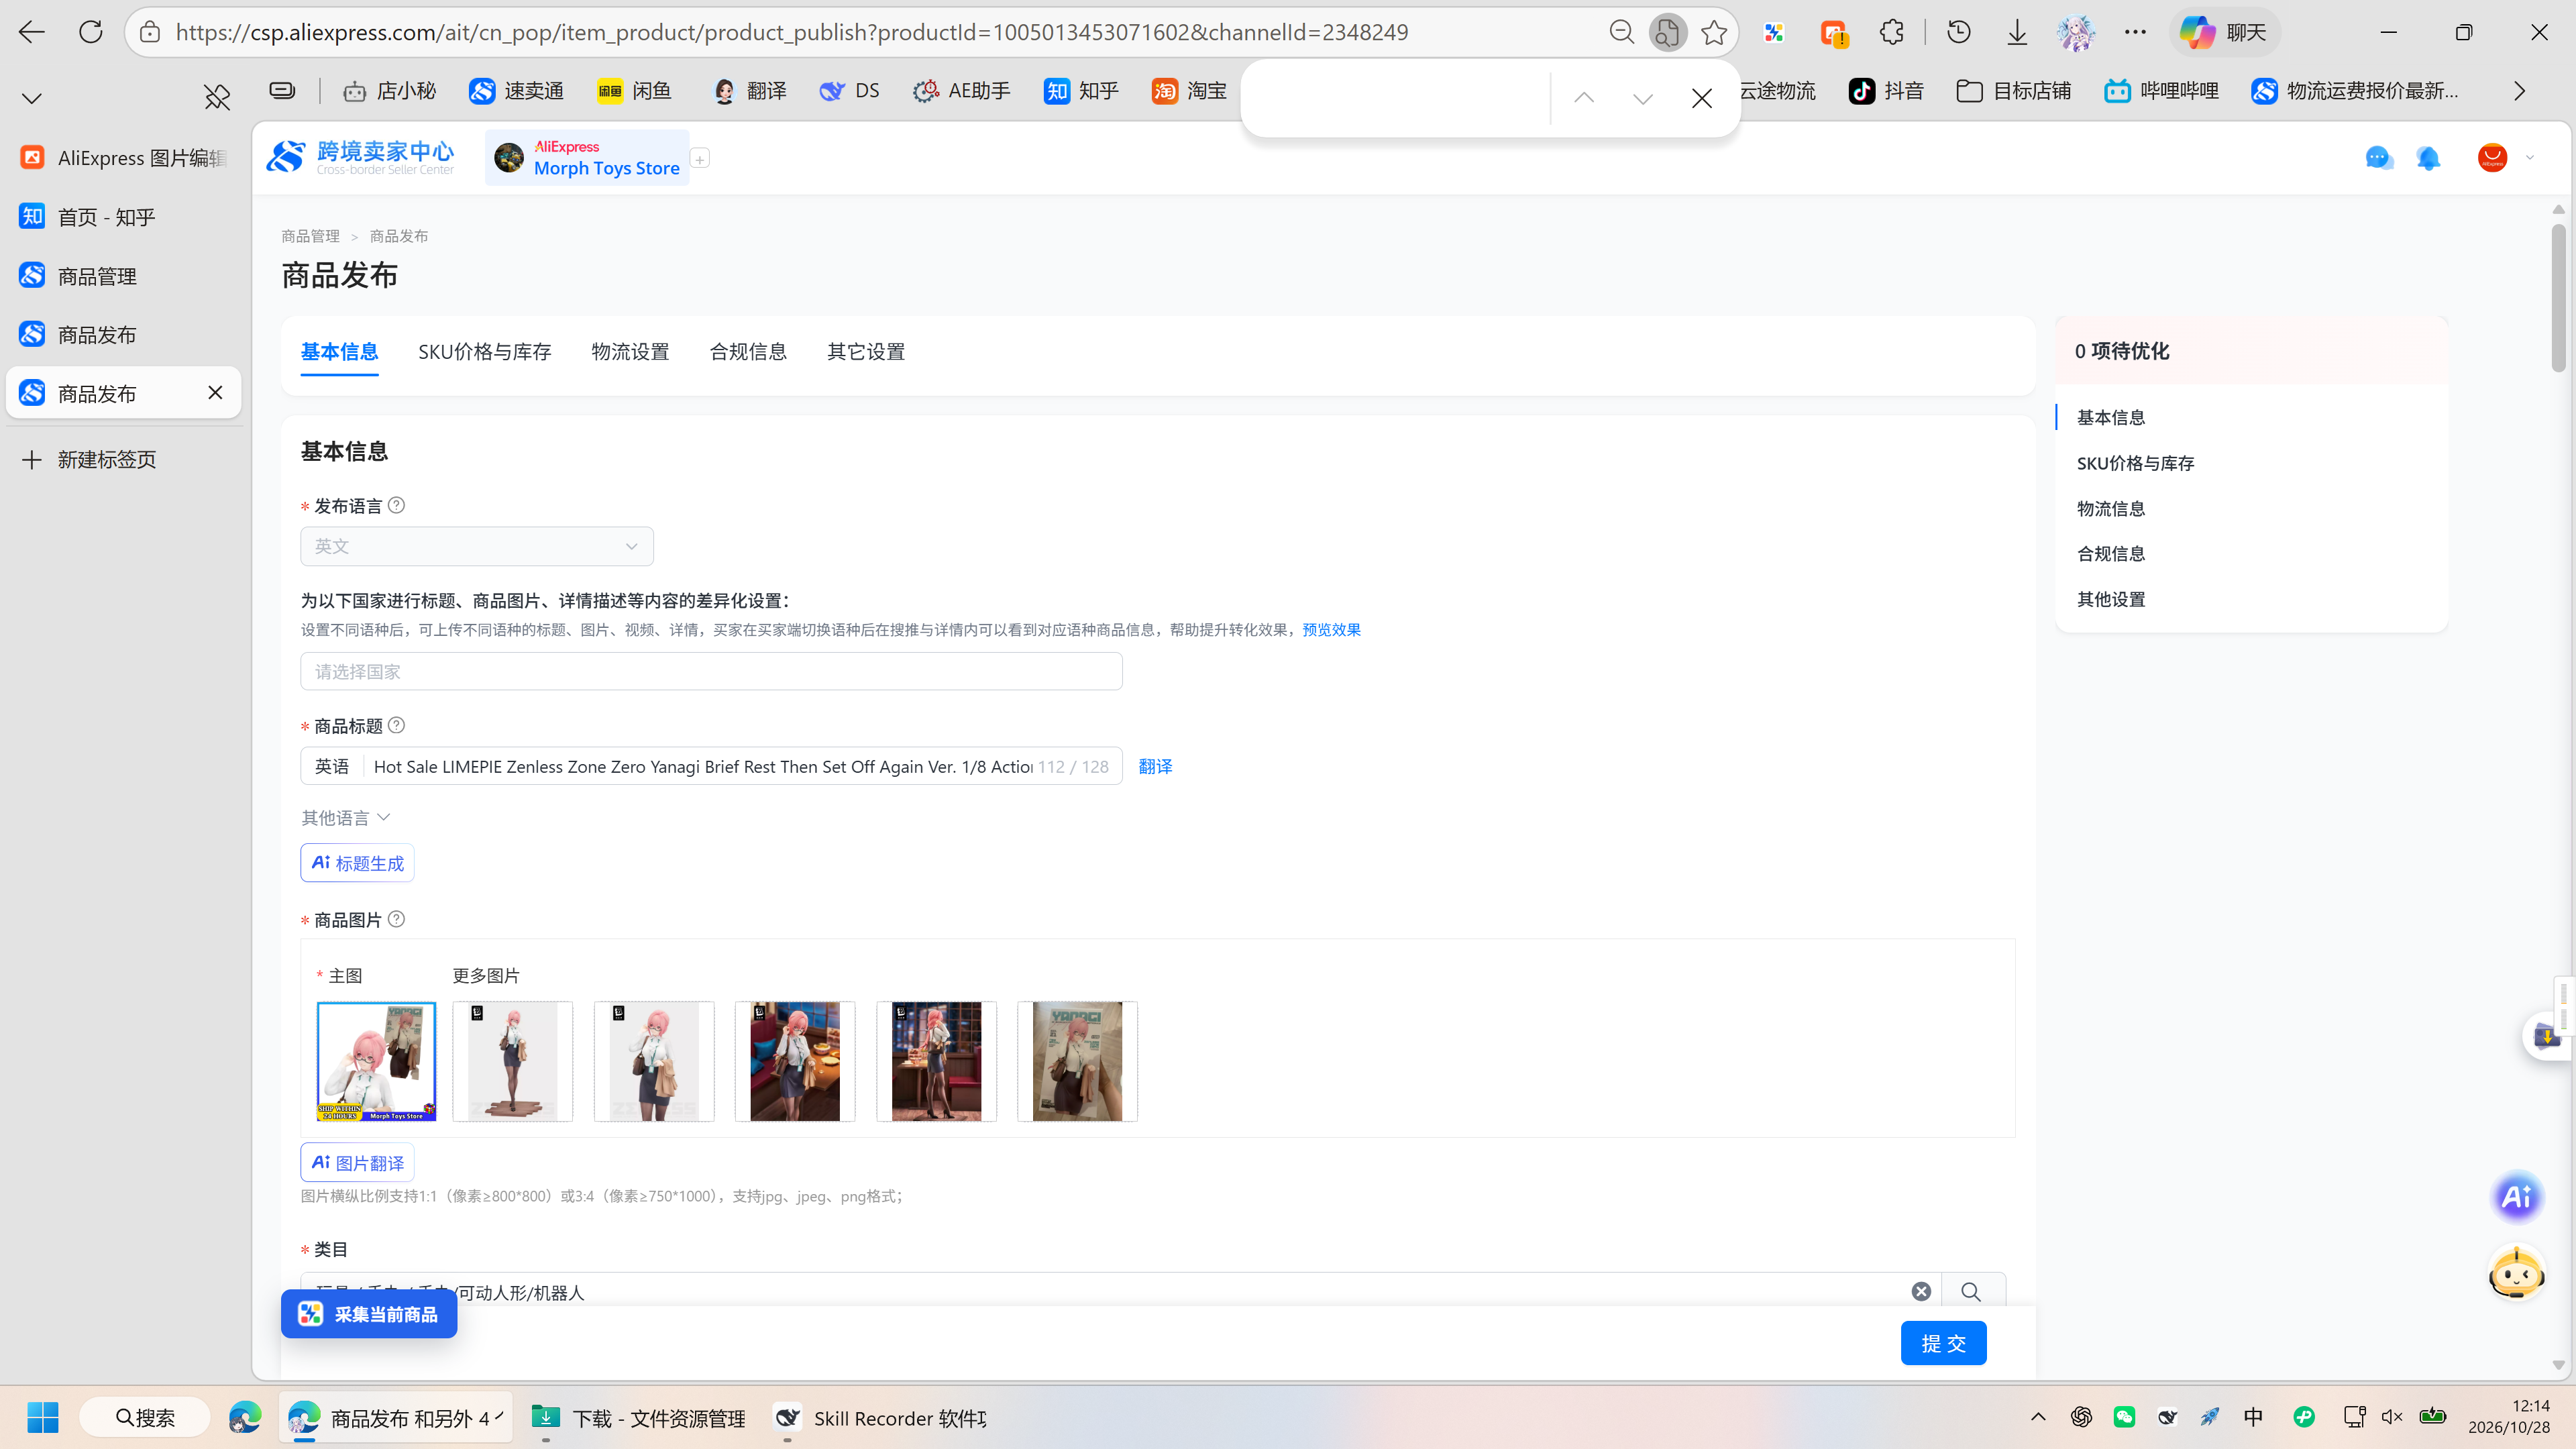 https://csp.aliexpress.com/ait/cn_pop/item_product/product_publish?productId=1005013453071602&channelId=2348249
聊天
店小秘
速卖通
闲鱼
翻译
DS
AE助手
知乎
淘宝
云途物流
抖音
目标店铺
哔哩哔哩
物流运费报价最新...
AliExpress 图片编辑
首页 - 知乎
商品管理
商品发布
商品发布
新建标签页
跨境卖家中心
Cross-border Seller Center
AliExpress
Morph Toys Store
商品管理 > 商品发布
商品发布
基本信息
SKU价格与库存
物流设置
合规信息
其它设置
0 项待优化
基本信息
SKU价格与库存
物流信息
合规信息
其他设置
基本信息
* 发布语言
英文
为以下国家进行标题、商品图片、详情描述等内容的差异化设置：
设置不同语种后，可上传不同语种的标题、图片、视频、详情，买家在买家端切换语种后在搜推与详情内可以看到对应语种商品信息，帮助提升转化效果，预览效果
请选择国家
* 商品标题
英语 Hot Sale LIMEPIE Zenless Zone Zero Yanagi Brief Rest Then Set Off Again Ver. 1/8 Action 112 / 128
翻译
其他语言
Ai 标题生成
* 商品图片
* 主图
更多图片
YANAGI
SHIP WITHIN
24 HOURS
Morph Toys Store
YANAGI
Ai 图片翻译
图片横纵比例支持1:1（像素≥800*800）或3:4（像素≥750*1000），支持jpg、jpeg、png格式；
* 类目
/可动人形/机器人
采集当前商品
提 交
Ai
搜索
商品发布 和另外 4 个
下载 - 文件资源管理
Skill Recorder 软件
中
12:14
2026/10/28